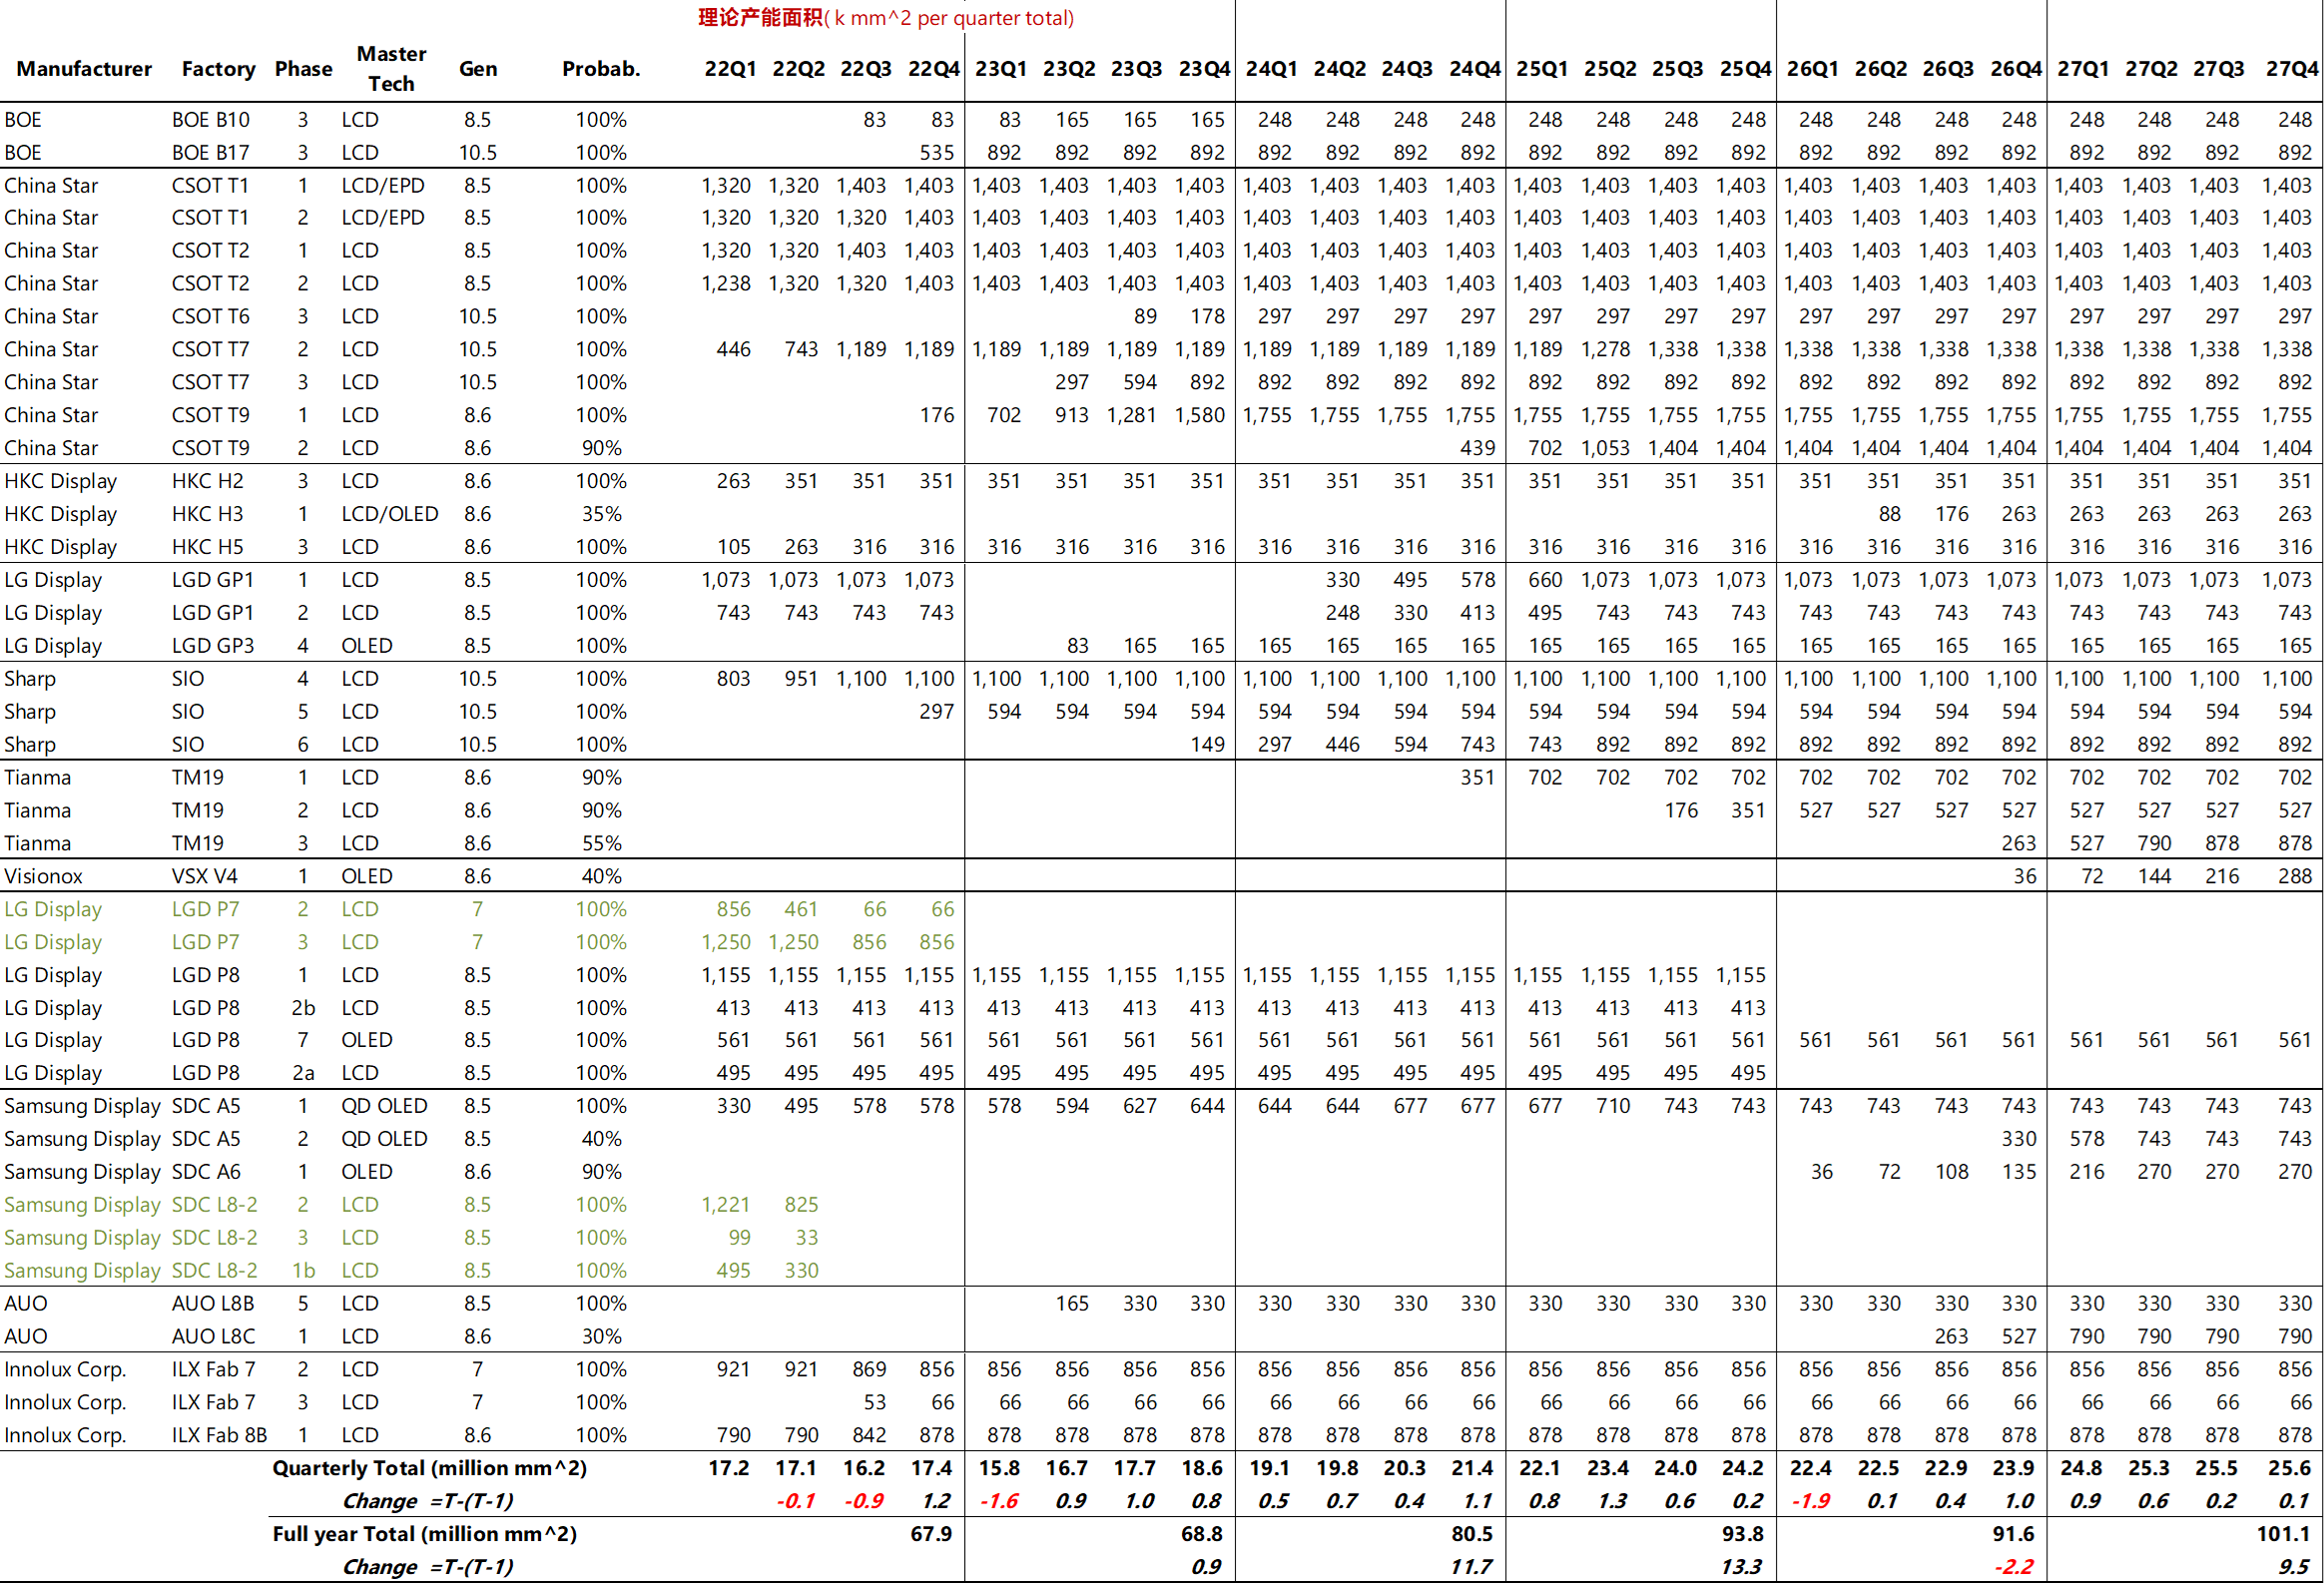 理论产能面积( k mm^2 per quarter total)
Manufacturer Factory Phase Master Tech Gen Probab. 22Q1 22Q2 22Q3 22Q4 23Q1 23Q2 23Q3 23Q4 24Q1 24Q2 24Q3 24Q4 25Q1 25Q2 25Q3 25Q4 26Q1 26Q2 26Q3 26Q4 27Q1 27Q2 27Q3 27Q4
BOE BOE B10 3 LCD 8.5 100% 83 83 83 165 165 165 248 248 248 248 248 248 248 248 248 248 248 248 248 248 248 248
BOE BOE B17 3 LCD 10.5 100% 535 892 892 892 892 892 892 892 892 892 892 892 892 892 892 892 892 892 892 892 892
China Star CSOT T1 1 LCD/EPD 8.5 100% 1,320 1,320 1,403 1,403 1,403 1,403 1,403 1,403 1,403 1,403 1,403 1,403 1,403 1,403 1,403 1,403 1,403 1,403 1,403 1,403 1,403 1,403 1,403 1,403
China Star CSOT T1 2 LCD/EPD 8.5 100% 1,320 1,320 1,320 1,403 1,403 1,403 1,403 1,403 1,403 1,403 1,403 1,403 1,403 1,403 1,403 1,403 1,403 1,403 1,403 1,403 1,403 1,403 1,403 1,403
China Star CSOT T2 1 LCD 8.5 100% 1,320 1,320 1,403 1,403 1,403 1,403 1,403 1,403 1,403 1,403 1,403 1,403 1,403 1,403 1,403 1,403 1,403 1,403 1,403 1,403 1,403 1,403 1,403 1,403
China Star CSOT T2 2 LCD 8.5 100% 1,238 1,320 1,320 1,403 1,403 1,403 1,403 1,403 1,403 1,403 1,403 1,403 1,403 1,403 1,403 1,403 1,403 1,403 1,403 1,403 1,403 1,403 1,403 1,403
China Star CSOT T6 3 LCD 10.5 100% 89 178 297 297 297 297 297 297 297 297 297 297 297 297 297 297 297 297
China Star CSOT T7 2 LCD 10.5 100% 446 743 1,189 1,189 1,189 1,189 1,189 1,189 1,189 1,189 1,189 1,189 1,189 1,278 1,338 1,338 1,338 1,338 1,338 1,338 1,338 1,338 1,338 1,338
China Star CSOT T7 3 LCD 10.5 100% 297 594 892 892 892 892 892 892 892 892 892 892 892 892 892 892 892 892 892
China Star CSOT T9 1 LCD 8.6 100% 176 702 913 1,281 1,580 1,755 1,755 1,755 1,755 1,755 1,755 1,755 1,755 1,755 1,755 1,755 1,755 1,755 1,755 1,755 1,755
China Star CSOT T9 2 LCD 8.6 90% 439 702 1,053 1,404 1,404 1,404 1,404 1,404 1,404 1,404 1,404 1,404 1,404
HKC Display HKC H2 3 LCD 8.6 100% 263 351 351 351 351 351 351 351 351 351 351 351 351 351 351 351 351 351 351 351 351 351 351 351
HKC Display HKC H3 1 LCD/OLED 8.6 35% 88 176 263 263 263 263 263
HKC Display HKC H5 3 LCD 8.6 100% 105 263 316 316 316 316 316 316 316 316 316 316 316 316 316 316 316 316 316 316 316 316 316 316
LG Display LGD GP1 1 LCD 8.5 100% 1,073 1,073 1,073 1,073 330 495 578 660 1,073 1,073 1,073 1,073 1,073 1,073 1,073 1,073 1,073 1,073 1,073
LG Display LGD GP1 2 LCD 8.5 100% 743 743 743 743 248 330 413 495 743 743 743 743 743 743 743 743 743 743 743
LG Display LGD GP3 4 OLED 8.5 100% 83 165 165 165 165 165 165 165 165 165 165 165 165 165 165 165 165 165 165
Sharp SIO 4 LCD 10.5 100% 803 951 1,100 1,100 1,100 1,100 1,100 1,100 1,100 1,100 1,100 1,100 1,100 1,100 1,100 1,100 1,100 1,100 1,100 1,100 1,100 1,100 1,100 1,100
Sharp SIO 5 LCD 10.5 100% 297 594 594 594 594 594 594 594 594 594 594 594 594 594 594 594 594 594 594 594 594
Sharp SIO 6 LCD 10.5 100% 149 297 446 594 743 743 892 892 892 892 892 892 892 892 892 892 892
Tianma TM19 1 LCD 8.6 90% 351 702 702 702 702 702 702 702 702 702 702 702 702
Tianma TM19 2 LCD 8.6 90% 176 351 527 527 527 527 527 527 527 527
Tianma TM19 3 LCD 8.6 55% 263 527 790 878 878
Visionox VSX V4 1 OLED 8.6 40% 36 72 144 216 288
LG Display LGD P7 2 LCD 7 100% 856 461 66 66
LG Display LGD P7 3 LCD 7 100% 1,250 1,250 856 856
LG Display LGD P8 1 LCD 8.5 100% 1,155 1,155 1,155 1,155 1,155 1,155 1,155 1,155 1,155 1,155 1,155 1,155 1,155 1,155 1,155 1,155
LG Display LGD P8 2b LCD 8.5 100% 413 413 413 413 413 413 413 413 413 413 413 413 413 413 413 413
LG Display LGD P8 7 OLED 8.5 100% 561 561 561 561 561 561 561 561 561 561 561 561 561 561 561 561 561 561 561 561 561 561 561 561
LG Display LGD P8 2a LCD 8.5 100% 495 495 495 495 495 495 495 495 495 495 495 495 495 495 495 495
Samsung Display SDC A5 1 QD OLED 8.5 100% 330 495 578 578 578 594 627 644 644 644 677 677 677 710 743 743 743 743 743 743 743 743 743 743
Samsung Display SDC A5 2 QD OLED 8.5 40% 330 578 743 743 743
Samsung Display SDC A6 1 OLED 8.6 90% 36 72 108 135 216 270 270 270
Samsung Display SDC L8-2 2 LCD 8.5 100% 1,221 825
Samsung Display SDC L8-2 3 LCD 8.5 100% 99 33
Samsung Display SDC L8-2 1b LCD 8.5 100% 495 330
AUO AUO L8B 5 LCD 8.5 100% 165 330 330 330 330 330 330 330 330 330 330 330 330 330 330 330 330 330 330
AUO AUO L8C 1 LCD 8.6 30% 263 527 790 790 790 790
Innolux Corp. ILX Fab 7 2 LCD 7 100% 921 921 869 856 856 856 856 856 856 856 856 856 856 856 856 856 856 856 856 856 856 856 856 856
Innolux Corp. ILX Fab 7 3 LCD 7 100% 53 66 66 66 66 66 66 66 66 66 66 66 66 66 66 66 66 66 66 66 66 66
Innolux Corp. ILX Fab 8B 1 LCD 8.6 100% 790 790 842 878 878 878 878 878 878 878 878 878 878 878 878 878 878 878 878 878 878 878 878 878
Quarterly Total (million mm^2) 17.2 17.1 16.2 17.4 15.8 16.7 17.7 18.6 19.1 19.8 20.3 21.4 22.1 23.4 24.0 24.2 22.4 22.5 22.9 23.9 24.8 25.3 25.5 25.6
Change =T-(T-1) -0.1 -0.9 1.2 -1.6 0.9 1.0 0.8 0.5 0.7 0.4 1.1 0.8 1.3 0.6 0.2 -1.9 0.1 0.4 1.0 0.9 0.6 0.2 0.1
Full year Total (million mm^2) 67.9 68.8 80.5 93.8 91.6 101.1
Change =T-(T-1) 0.9 11.7 13.3 -2.2 9.5